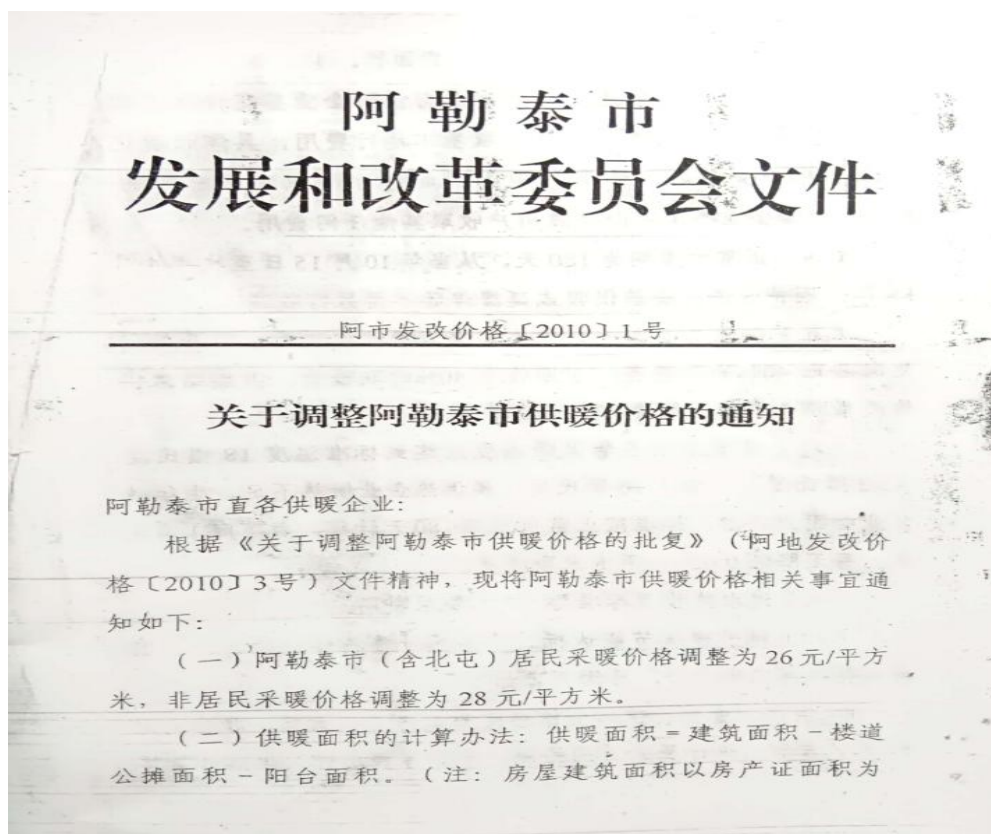 阿勒泰市
发展和改革委员会文件
阿市发改价格〔2010〕1号
关于调整阿勒泰市供暖价格的通知
阿勒泰市直各供暖企业:
根据《关于调整阿勒泰市供暖价格的批复》(阿地发改价
格〔2010〕3号)文件精神,现将阿勒泰市供暖价格相关事宜通
知如下:
(一)阿勒泰市(含北屯)居民采暖价格调整为26元/平方
米,非居民采暖价格调整为28元/平方米。
(二)供暖面积的计算办法:供暖面积=建筑面积-楼道
公摊面积-阳台面积。(注:房屋建筑面积以房产证面积为